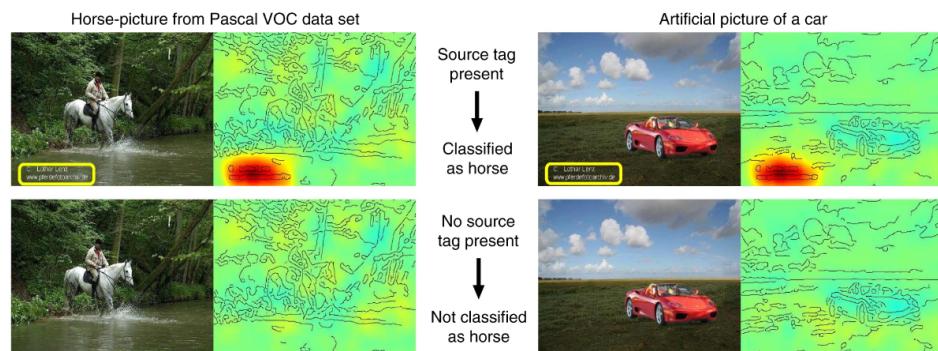 Horse-picture from Pascal VOC data set
Artificial picture of a car
Source tag
present
Classified
as horse
C Lothar Lenz
www.pferdefotoarchiv.de
C Lothar Lenz
www.pferdefotoarchiv.de
No source
tag present
Not classified
as horse